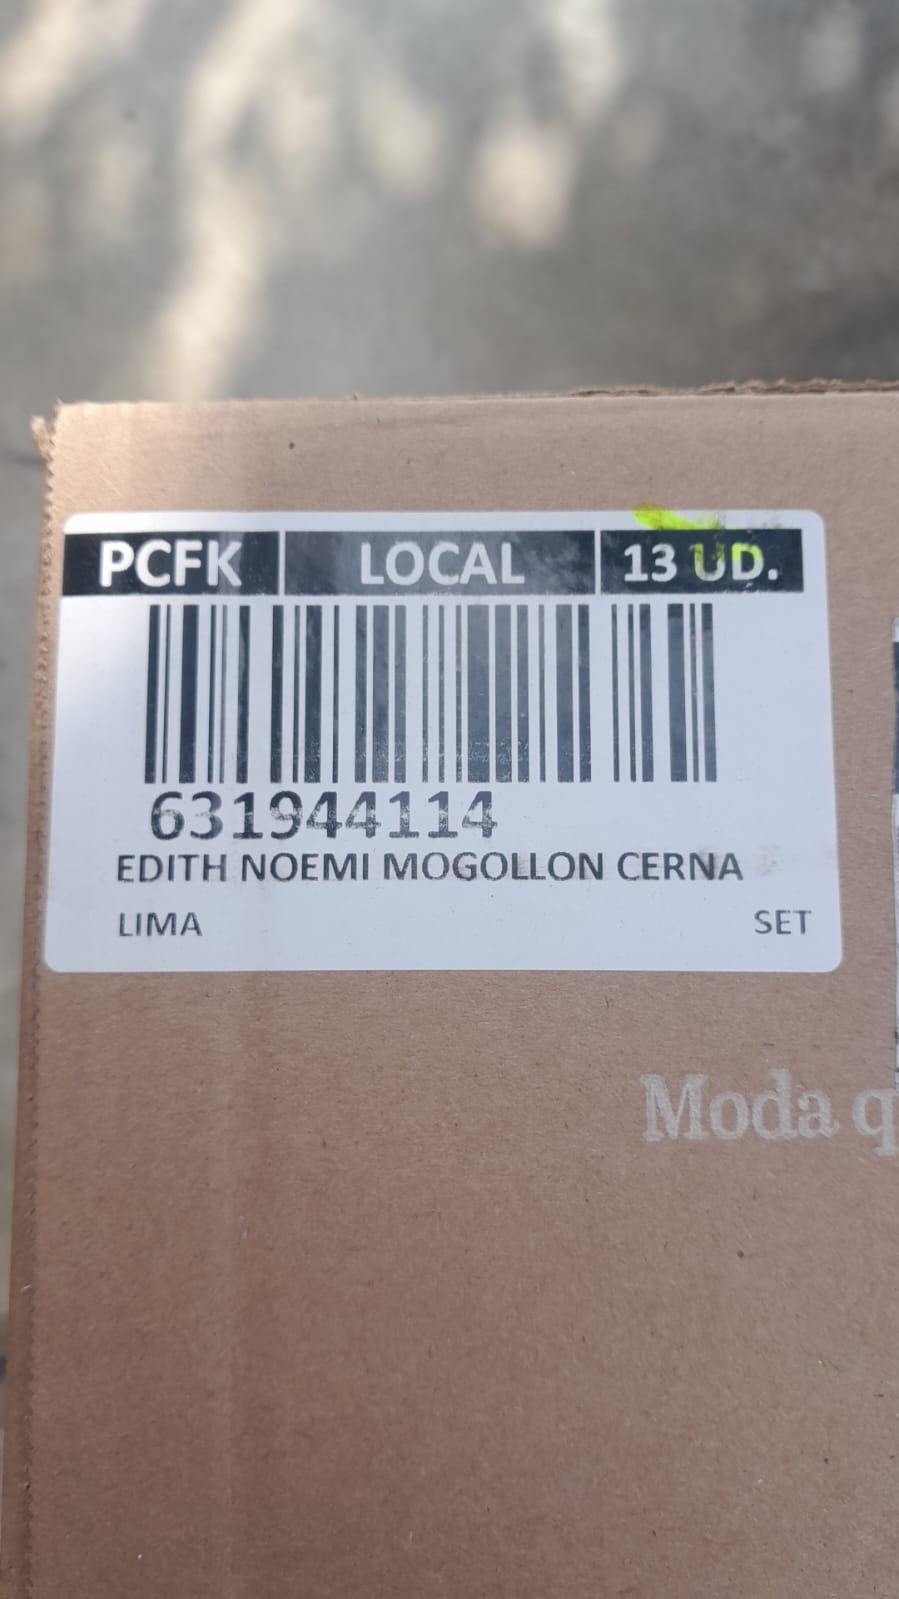 PCFK LOCAL 13 UD.
631944114
EDITH NOEMI MOGOLLON CERNA
LIMA SET
Moda q